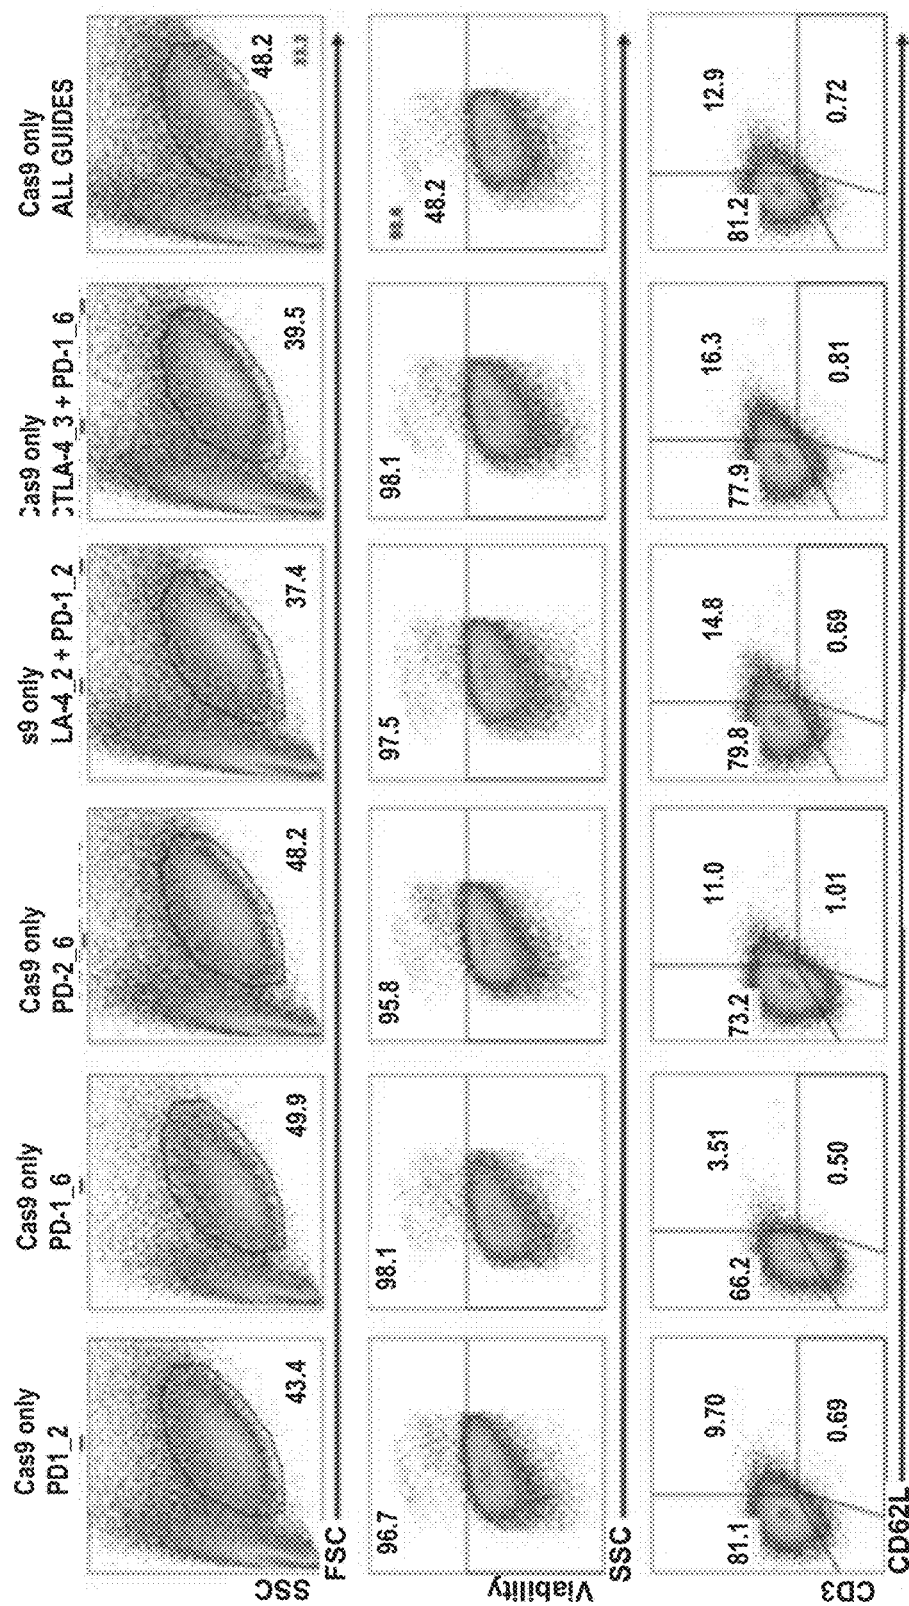 Cas9 only
PD1_2
Cas9 only
PD-1_6
Cas9 only
PD-2_6
s9 only
LA-4_2 + PD-1_2
Cas9 only
CTLA-4_3 + PD-1_6
Cas9 only
ALL GUIDES
SSC
43.4
49.9
48.2
37.4
39.5
48.2
FSC
Viability
96.7
98.1
95.8
97.5
98.1
48.2
SSC
CD3
81.1
9.70
0.69
66.2
3.51
0.50
73.2
11.0
1.01
79.8
14.8
0.69
77.9
16.3
0.81
81.2
12.9
0.72
CD62L